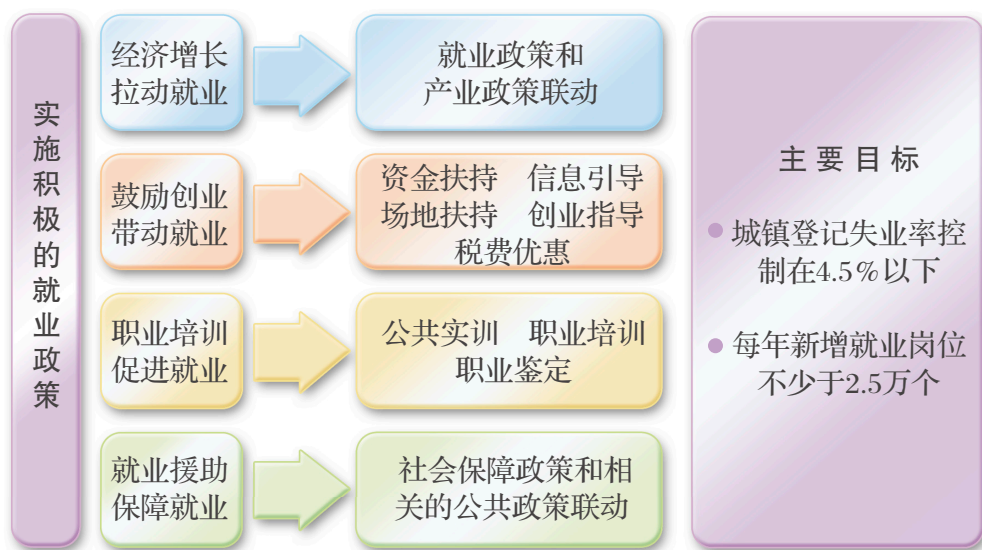 实施积极的就业政策
经济增长
拉动就业
就业政策和
产业政策联动
鼓励创业
带动就业
资金扶持 信息引导
场地扶持 创业指导
税费优惠
职业培训
促进就业
公共实训 职业培训
职业鉴定
就业援助
保障就业
社会保障政策和相
关的公共政策联动
主要目标
● 城镇登记失业率控
制在4.5%以下
● 每年新增就业岗位
不少于2.5万个